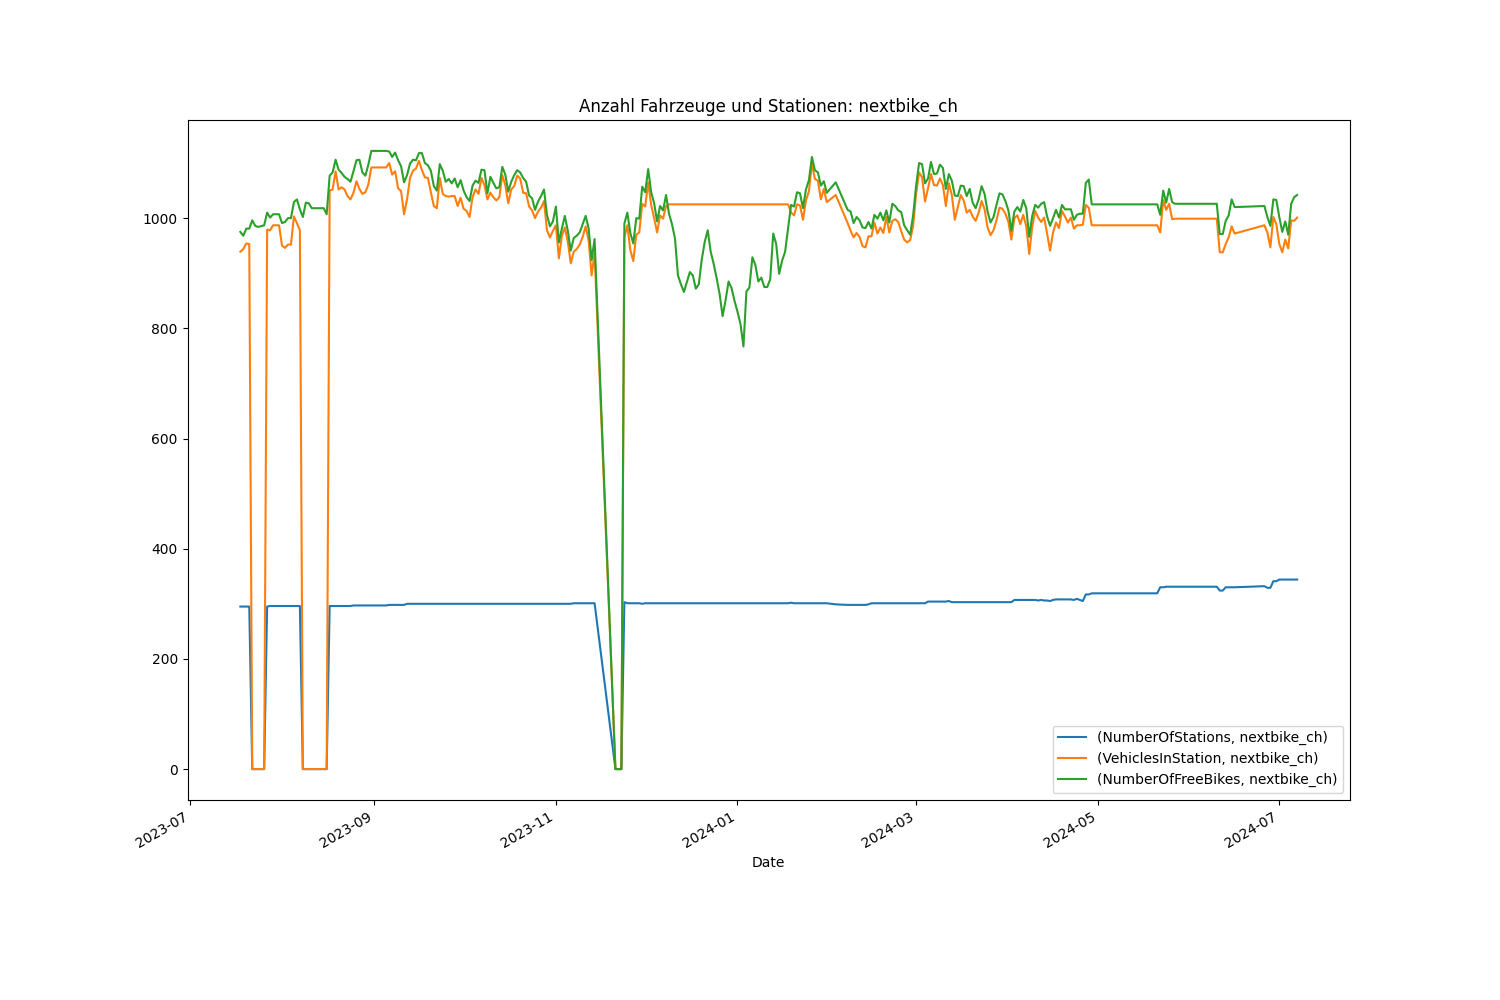 Anzahl Fahrzeuge und Stationen: nextbike_ch
1000
800
600
400
200
0
2023-07
2023-09
2023-11
2024-01
2024-03
2024-05
2024-07
Date
(NumberOfStations, nextbike_ch)
(VehiclesInStation, nextbike_ch)
(NumberOfFreeBikes, nextbike_ch)